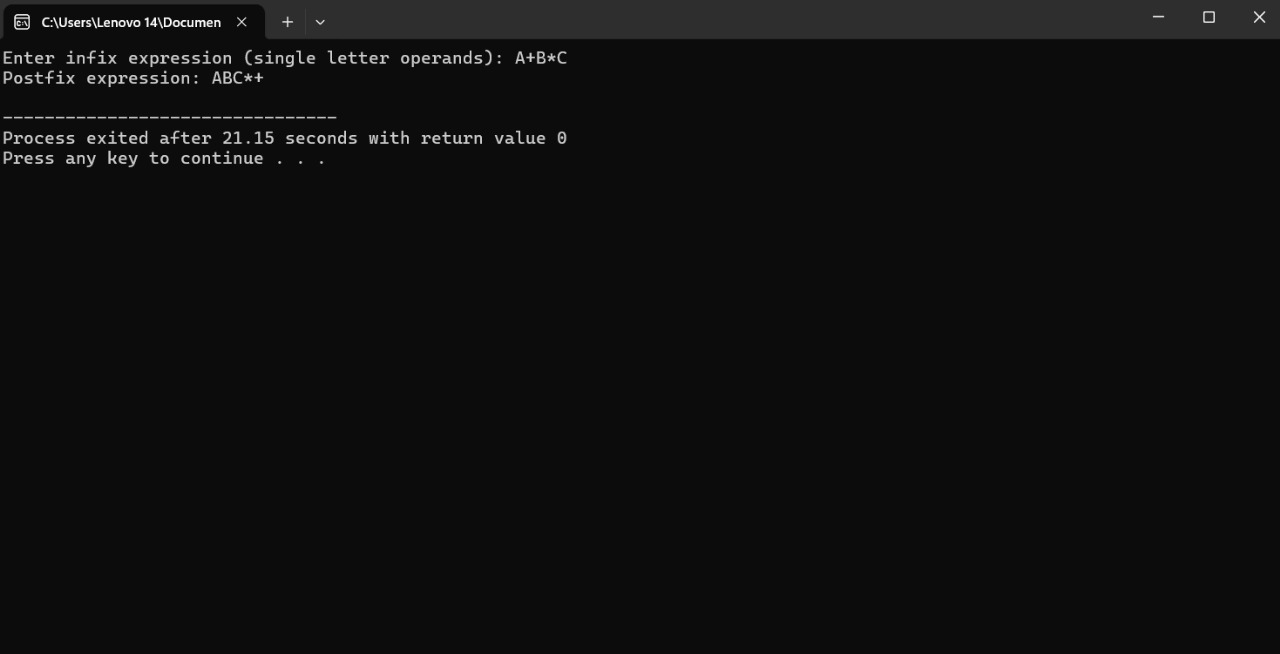 C:\Users\Lenovo 14\Documen
Enter infix expression (single letter operands): A+B*C
Postfix expression: ABC*+
--------------------------------
Process exited after 21.15 seconds with return value 0
Press any key to continue . . .